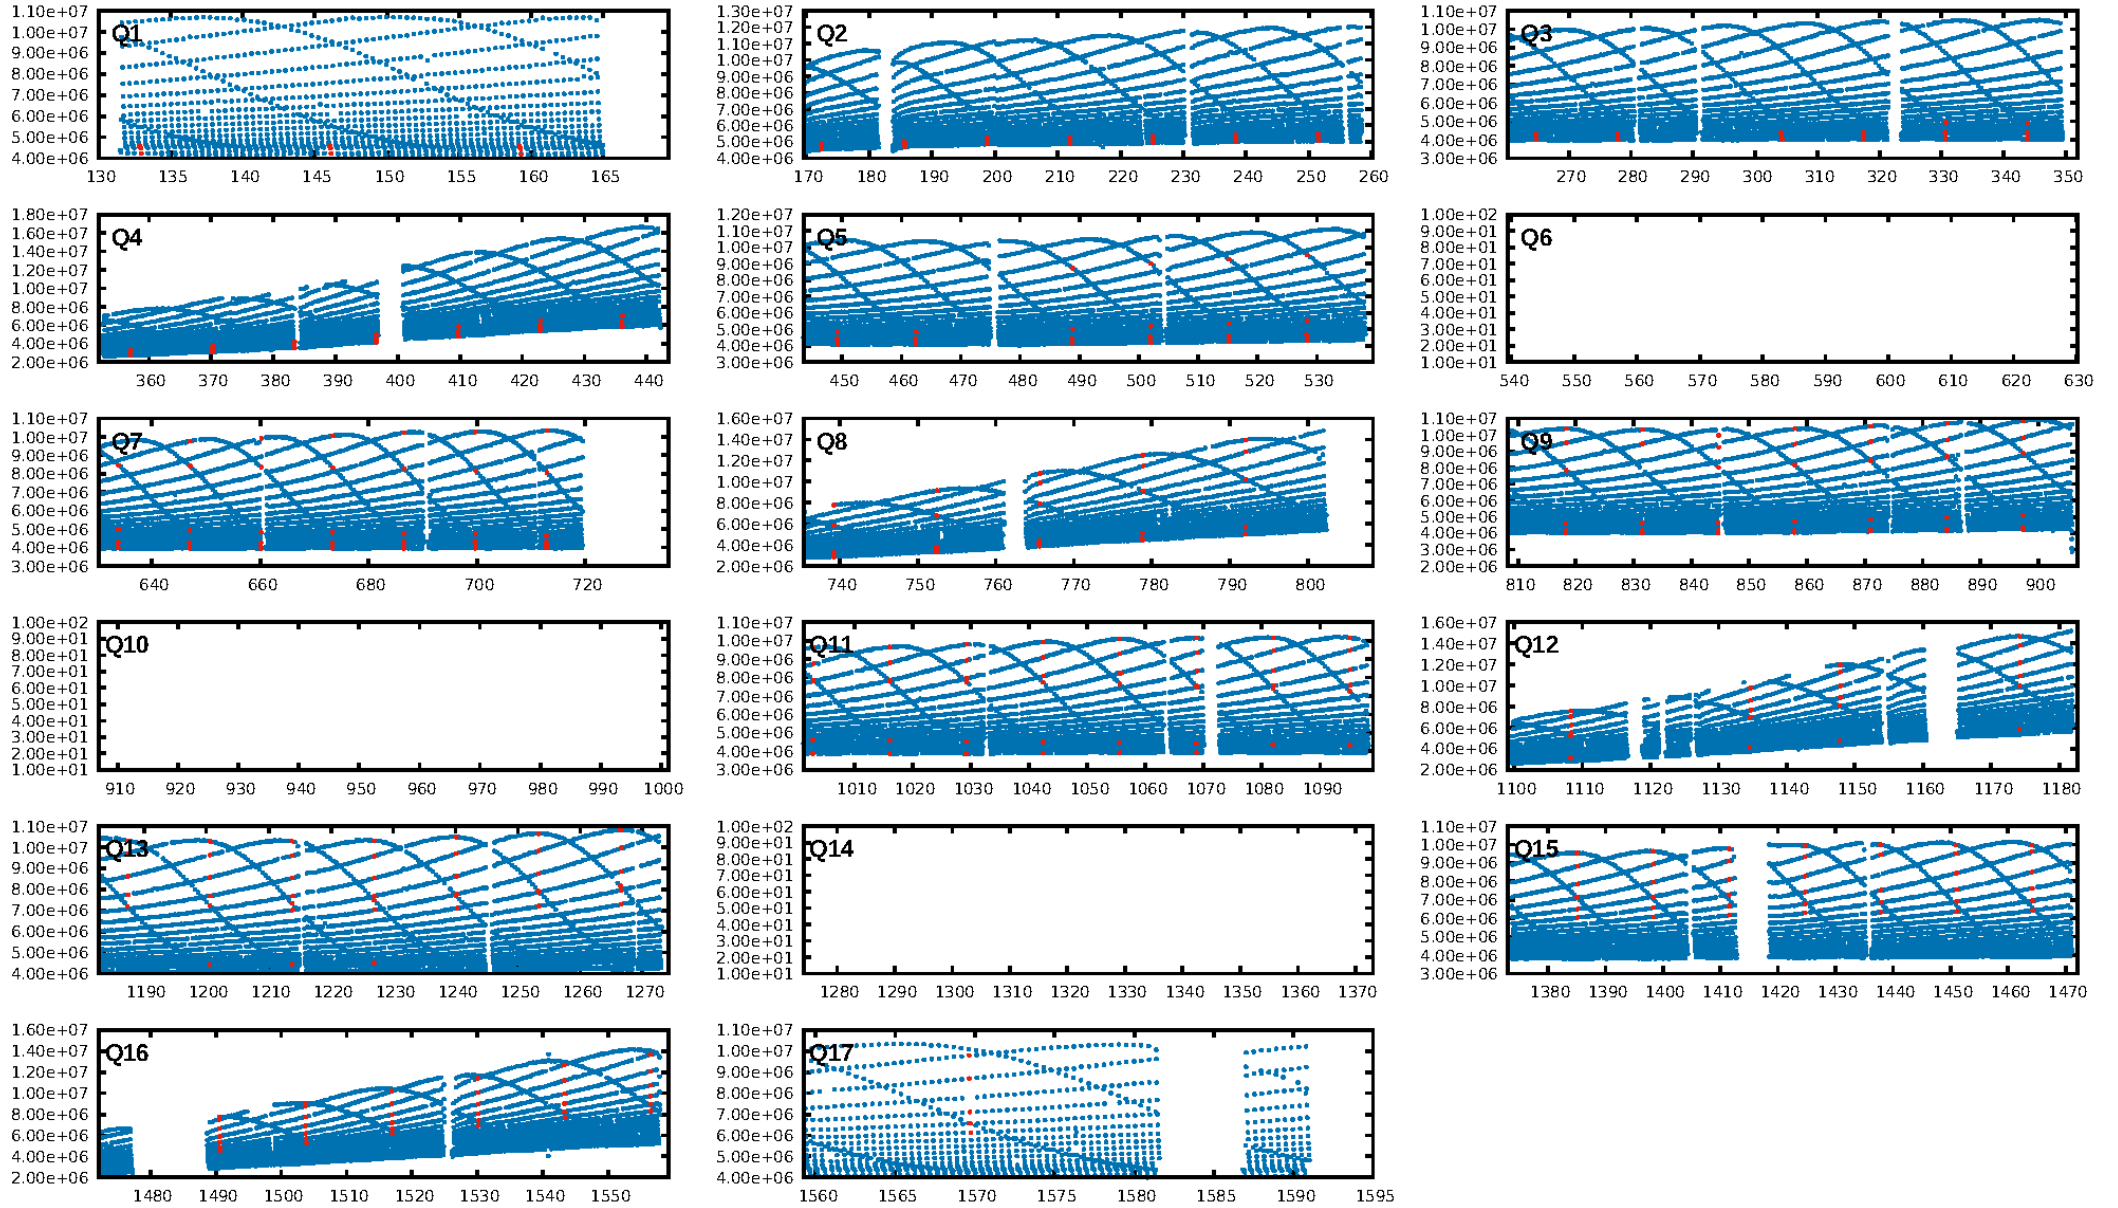 1.10e+07
1.00e+07
9.00e+06
8.00e+06
7.00e+06
6.00e+06
5.00e+06
4.00e+06
Q1
130 135 140 145 150 155 160 165
1.30e+07
1.20e+07
1.10e+07
1.00e+07
9.00e+06
8.00e+06
7.00e+06
6.00e+06
5.00e+06
4.00e+06
Q2
170 180 190 200 210 220 230 240 250 260
1.10e+07
1.00e+07
9.00e+06
8.00e+06
7.00e+06
6.00e+06
5.00e+06
4.00e+06
3.00e+06
Q3
270 280 290 300 310 320 330 340 350
1.80e+07
1.60e+07
1.40e+07
1.20e+07
1.00e+07
8.00e+06
6.00e+06
4.00e+06
2.00e+06
Q4
360 370 380 390 400 410 420 430 440
1.20e+07
1.10e+07
1.00e+07
9.00e+06
8.00e+06
7.00e+06
6.00e+06
5.00e+06
4.00e+06
3.00e+06
Q5
450 460 470 480 490 500 510 520 530
1.00e+02
9.00e+01
8.00e+01
7.00e+01
6.00e+01
5.00e+01
4.00e+01
3.00e+01
2.00e+01
1.00e+01
Q6
540 550 560 570 580 590 600 610 620 630
1.10e+07
1.00e+07
9.00e+06
8.00e+06
7.00e+06
6.00e+06
5.00e+06
4.00e+06
3.00e+06
Q7
640 660 680 700 720
1.60e+07
1.40e+07
1.20e+07
1.00e+07
8.00e+06
6.00e+06
4.00e+06
2.00e+06
Q8
740 750 760 770 780 790 800
1.10e+07
1.00e+07
9.00e+06
8.00e+06
7.00e+06
6.00e+06
5.00e+06
4.00e+06
3.00e+06
2.00e+06
Q9
810 820 830 840 850 860 870 880 890 900
1.00e+02
9.00e+01
8.00e+01
7.00e+01
6.00e+01
5.00e+01
4.00e+01
3.00e+01
2.00e+01
1.00e+01
Q10
910 920 930 940 950 960 970 980 990 1000
1.10e+07
1.00e+07
9.00e+06
8.00e+06
7.00e+06
6.00e+06
5.00e+06
4.00e+06
3.00e+06
Q11
1010 1020 1030 1040 1050 1060 1070 1080 1090
1.60e+07
1.40e+07
1.20e+07
1.00e+07
8.00e+06
6.00e+06
4.00e+06
2.00e+06
Q12
1100 1110 1120 1130 1140 1150 1160 1170 1180
1.10e+07
1.00e+07
9.00e+06
8.00e+06
7.00e+06
6.00e+06
5.00e+06
4.00e+06
Q13
1190 1200 1210 1220 1230 1240 1250 1260 1270
1.00e+02
9.00e+01
8.00e+01
7.00e+01
6.00e+01
5.00e+01
4.00e+01
3.00e+01
2.00e+01
1.00e+01
Q14
1280 1290 1300 1310 1320 1330 1340 1350 1360 1370
1.10e+07
1.00e+07
9.00e+06
8.00e+06
7.00e+06
6.00e+06
5.00e+06
4.00e+06
3.00e+06
Q15
1380 1390 1400 1410 1420 1430 1440 1450 1460 1470
1.60e+07
1.40e+07
1.20e+07
1.00e+07
8.00e+06
6.00e+06
4.00e+06
2.00e+06
Q16
1480 1490 1500 1510 1520 1530 1540 1550
1.10e+07
1.00e+07
9.00e+06
8.00e+06
7.00e+06
6.00e+06
5.00e+06
4.00e+06
Q17
1560 1565 1570 1575 1580 1585 1590 1595